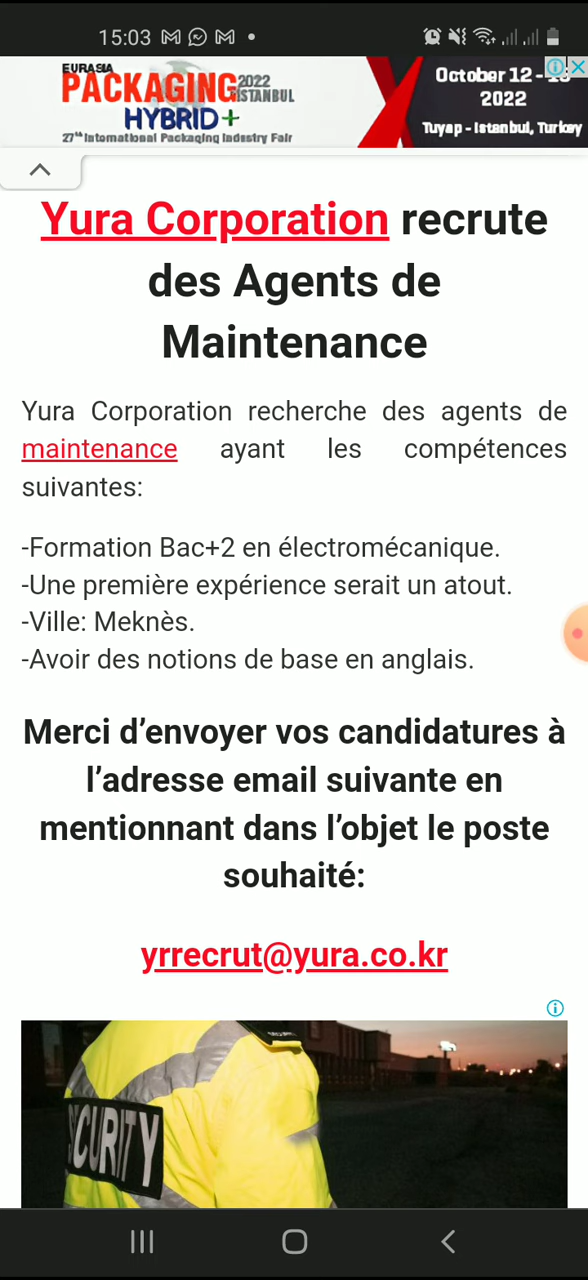 15:03
EURASIA
PACKAGING 2022
ISTANBUL
HYBRID+
27th International Packaging Industry Fair
October 12 -
2022
Tuyap - Istanbul, Turkey
Yura Corporation recrute
des Agents de
Maintenance
Yura Corporation recherche des agents de
maintenance ayant les compétences
suivantes:
-Formation Bac+2 en électromécanique.
-Une première expérience serait un atout.
-Ville: Meknès.
-Avoir des notions de base en anglais.
Merci d’envoyer vos candidatures à
l’adresse email suivante en
mentionnant dans l’objet le poste
souhaité:
yrrecrut@yura.co.kr